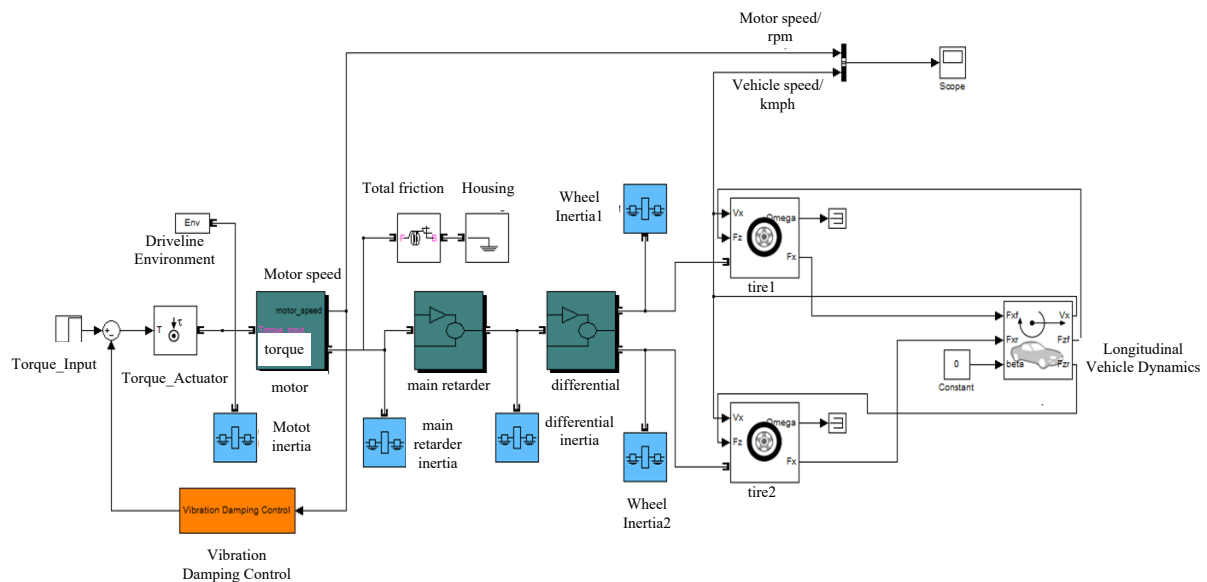 Motor speed/
rpm
Vehicle speed/
kmph
Scope
Total friction
Housing
Wheel
Inertia1
Env
Driveline
Environment
Motor speed
motor_speed
Torque_input
torque
motor
Torque_Input
T
τ
Torque_Actuator
F
B
main retarder
differential
Motot
inertia
main
retarder
inertia
differential
inertia
Wheel
Inertia2
Vx
Fz
Omega
Fx
tire1
Fxf
Fxr
beta
Vx
Fzf
Fzr
0
Constant
Longitudinal
Vehicle Dynamics
Vx
Fz
Omega
Fx
tire2
Vibration Damping Control
Vibration
Damping Control